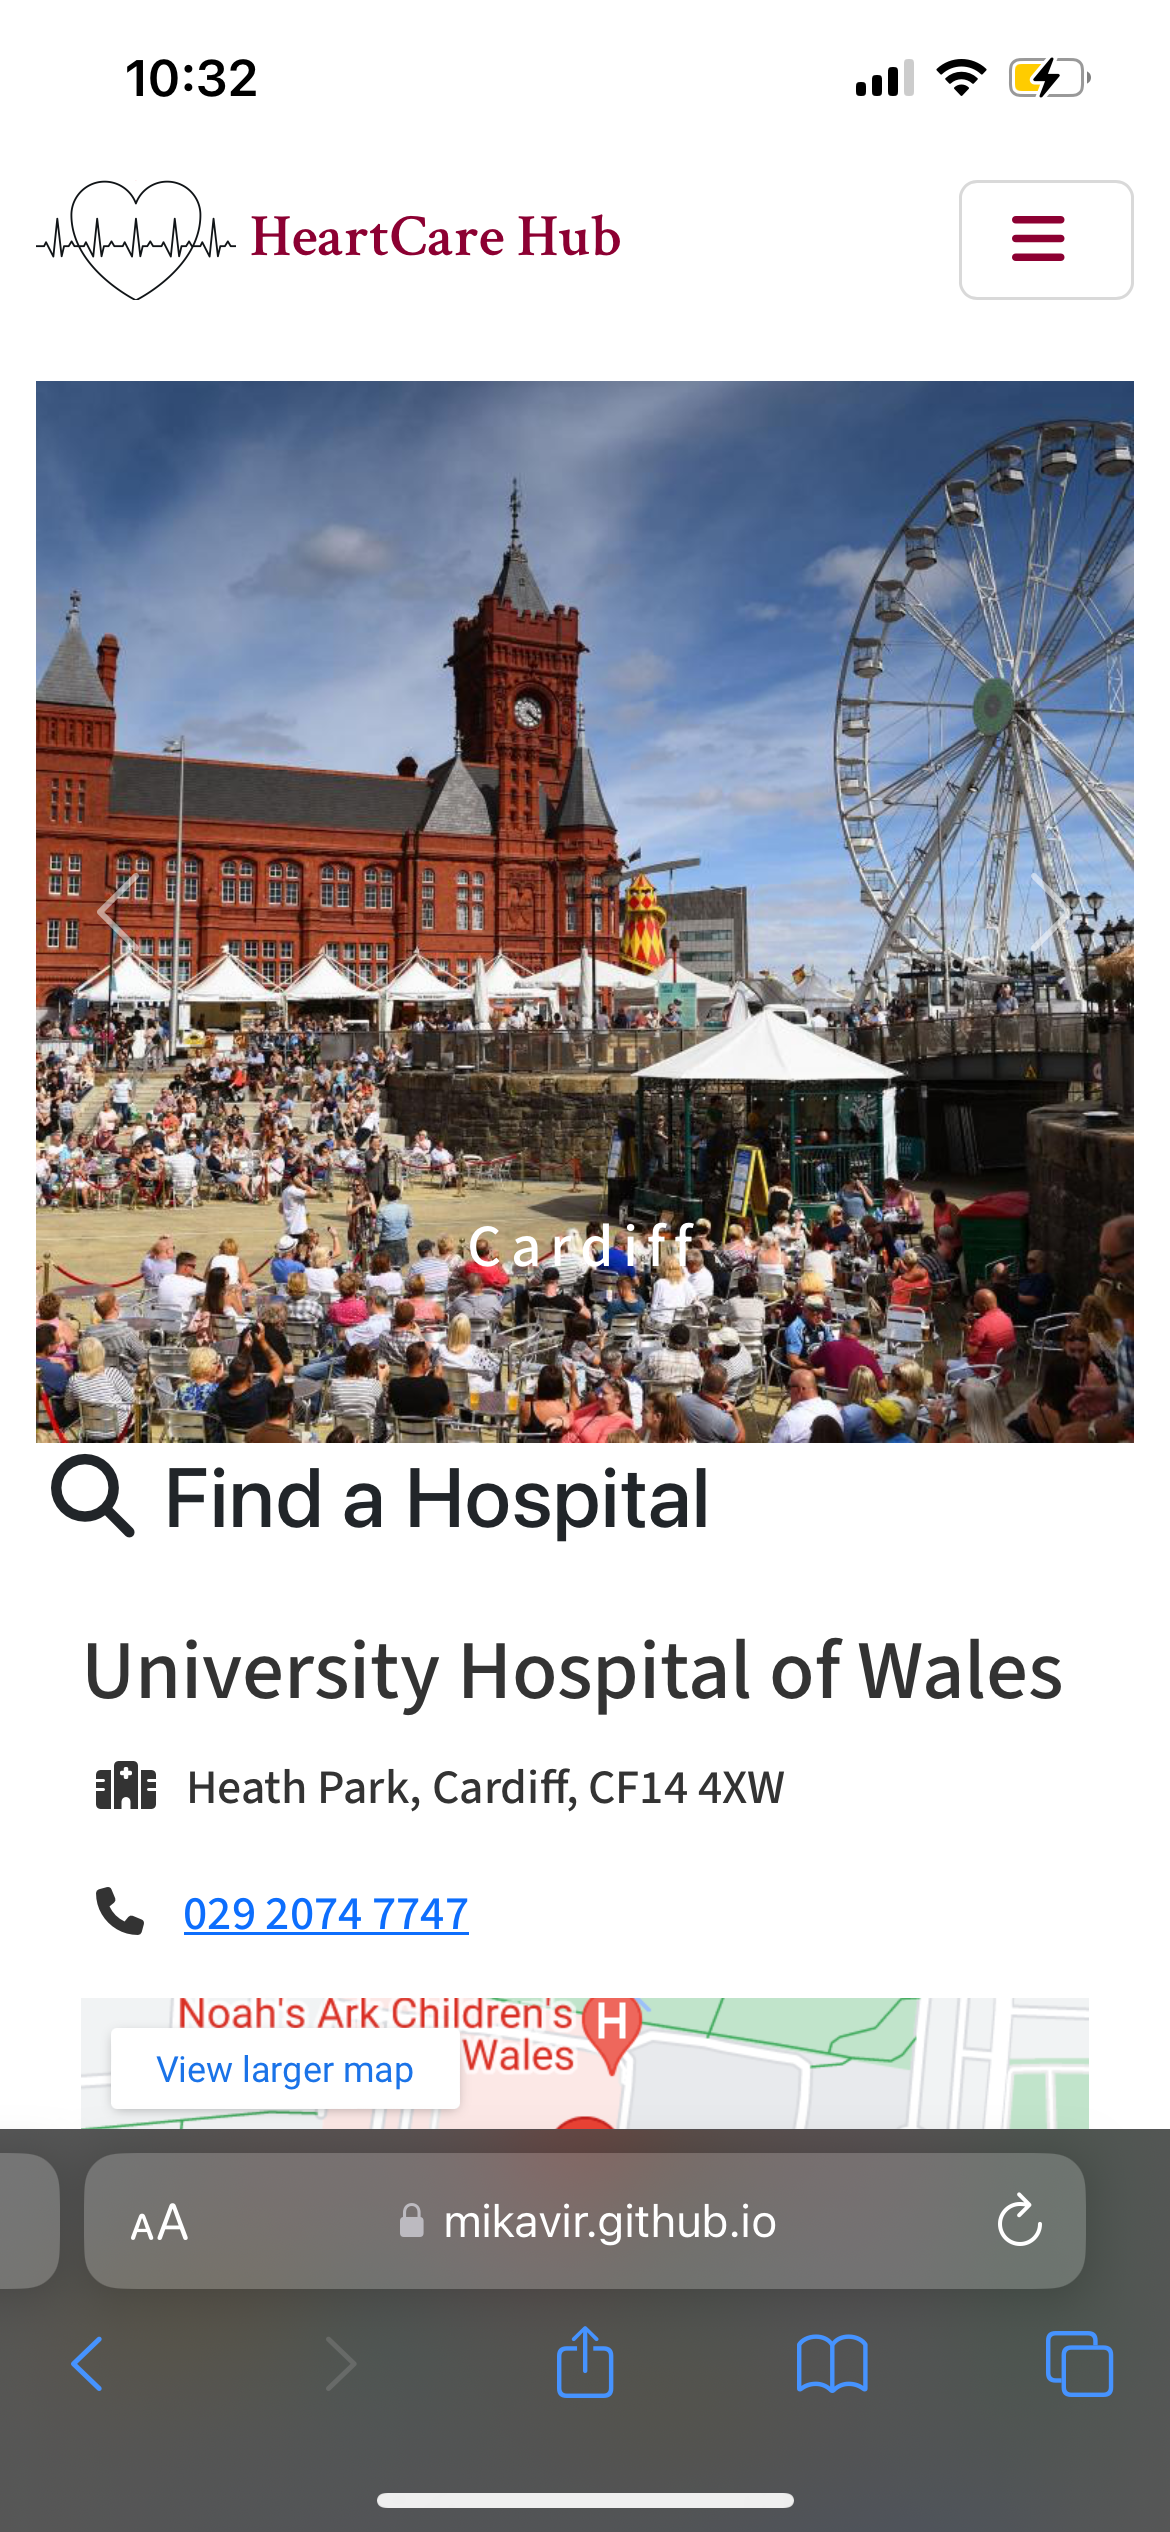 10:32
HeartCare Hub
Cardiff
Find a Hospital
University Hospital of Wales
Heath Park, Cardiff, CF14 4XW
029 2074 7747
Noah's Ark Children's
Wales
H
View larger map
AA
mikavir.github.io